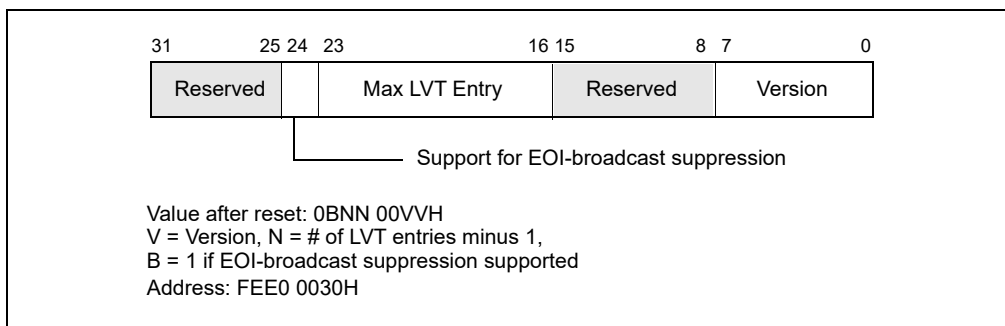 31 25 24 23 16 15 8 7 0
Reserved Max LVT Entry Reserved Version
Support for EOI-broadcast suppression
Value after reset: 0BNN 00VVH
V = Version, N = # of LVT entries minus 1,
B = 1 if EOI-broadcast suppression supported
Address: FEE0 0030H